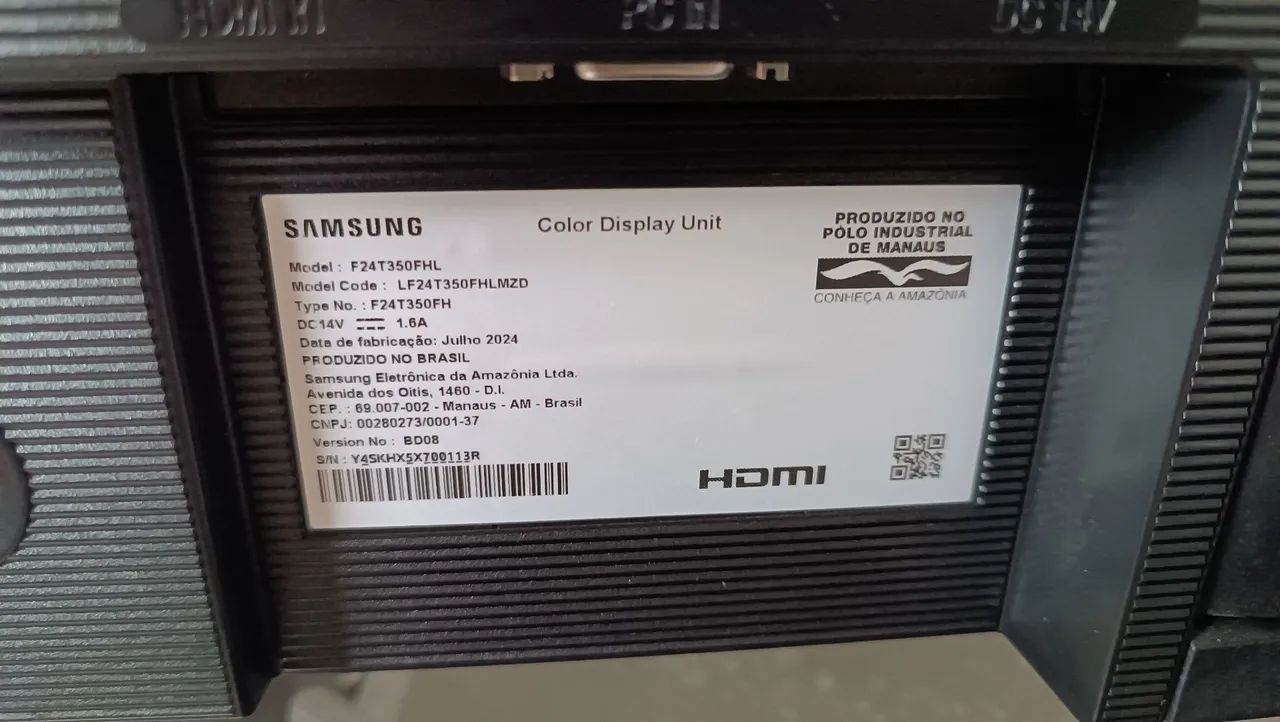 HDMI IN
PC IN
DC 14V
SAMSUNG
Color Display Unit
PRODUZIDO NO
PÓLO INDUSTRIAL
DE MANAUS
CONHEÇA A AMAZÔNIA
Model : F24T350FHL
Model Code : LF24T350FHLMZD
Type No. : F24T350FH
DC14V 1.6A
Data de fabricação: Julho 2024
PRODUZIDO NO BRASIL
Samsung Eletrônica da Amazônia Ltda.
Avenida dos Oitis, 1460 - D.I.
CEP. : 69.007-002 - Manaus - AM - Brasil
CNPJ: 00280273/0001-37
Version No : BD08
S/N : Y4SKHX5X700113R
HDMI